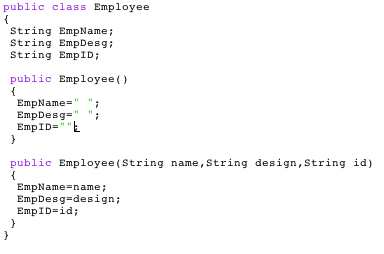 public class Employee
{
 String EmpName;
 String EmpDesg;
 String EmpID;

 public Employee()
 {
  EmpName=" ";
  EmpDesg=" ";
  EmpID="";
 }

 public Employee(String name,String design,String id)
 {
  EmpName=name;
  EmpDesg=design;
  EmpID=id;
 }
}